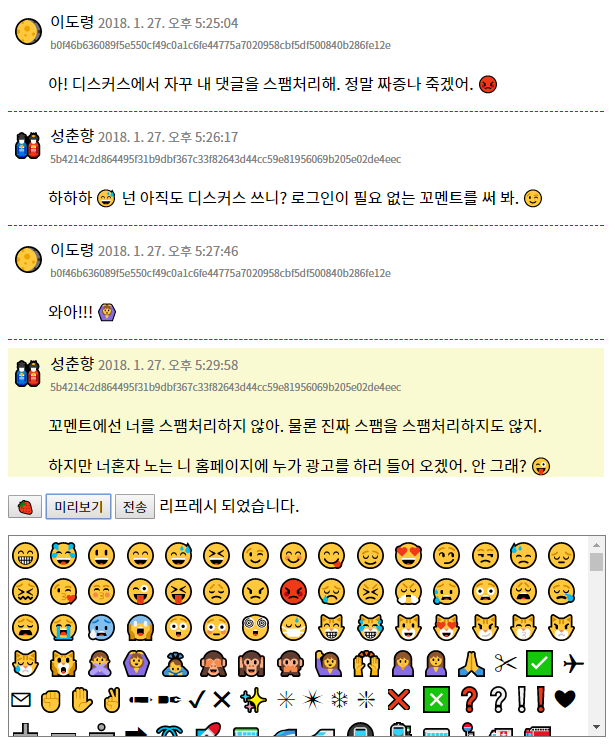 이도령 2018. 1. 27. 오후 5:25:04
b0f46b636089f5e550cf49c0a1c6fe44775a7020958cbf5df500840b286fe12e
아! 디스커스에서 자꾸 내 댓글을 스팸처리해. 정말 짜증나 죽겠어. 😡
성춘향 2018. 1. 27. 오후 5:26:17
5b4214c2d864495f31b9dbf367c33f82643d44cc59e81956069b205e02de4eec
하하하 😅 넌 아직도 디스커스 쓰니? 로그인이 필요 없는 꼬멘트를 써 봐. 😉
이도령 2018. 1. 27. 오후 5:27:46
b0f46b636089f5e550cf49c0a1c6fe44775a7020958cbf5df500840b286fe12e
와아!!! 🙆
성춘향 2018. 1. 27. 오후 5:29:58
5b4214c2d864495f31b9dbf367c33f82643d44cc59e81956069b205e02de4eec
꼬멘트에선 너를 스팸처리하지 않아. 물론 진짜 스팸을 스팸처리하지도 않지.
하지만 너혼자 노는 니 홈페이지에 누가 광고를 하러 들어 오겠어. 안 그래? 😜
🍓 미리보기 전송 리프레시 되었습니다.